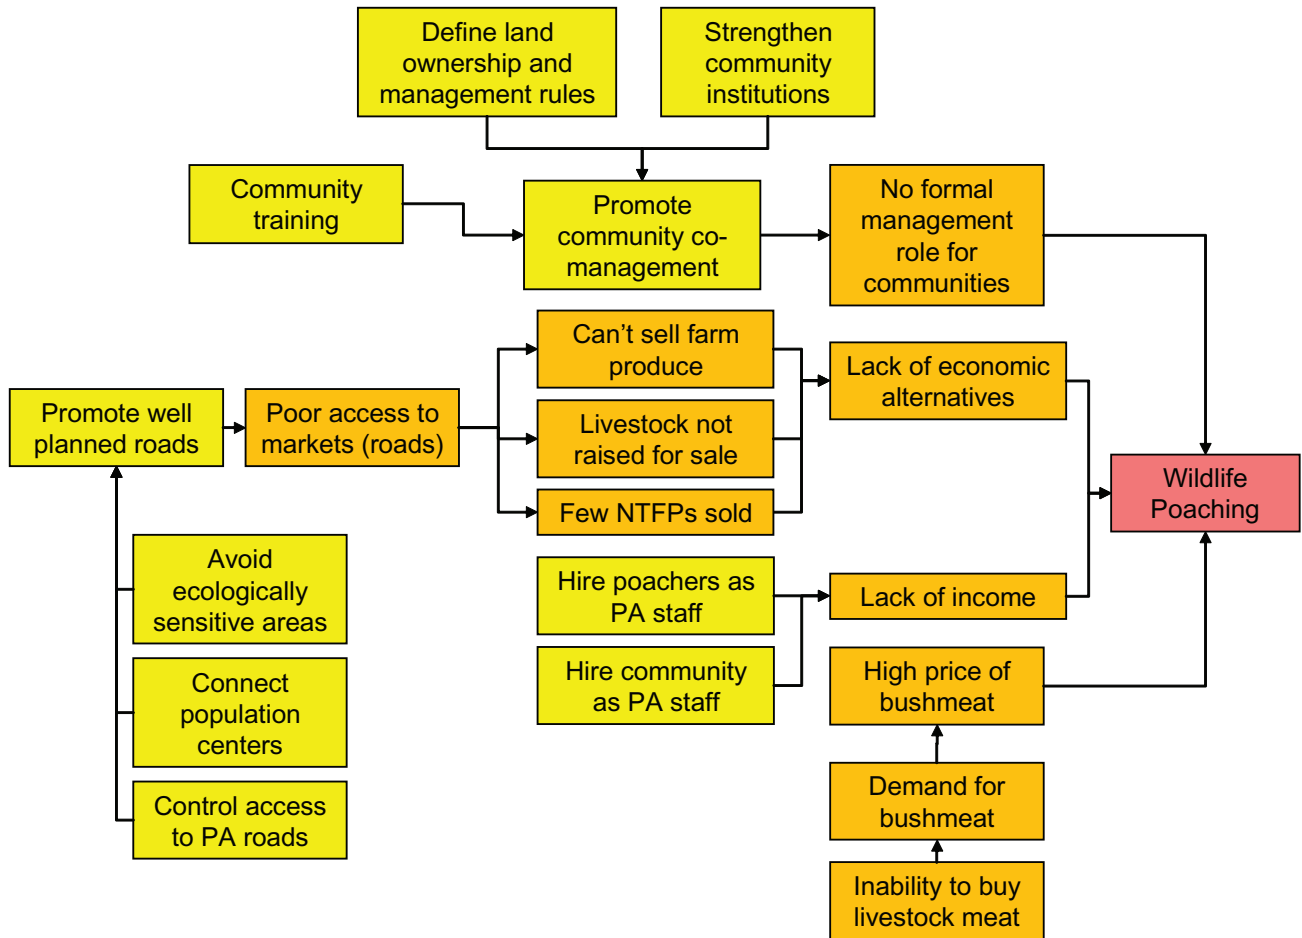 Define land
ownership and
management rules
Strengthen
community
institutions
Community
training
Promote
community co-
management
No formal
management
role for
communities
Can’t sell farm
produce
Lack of economic
alternatives
Promote well
planned roads
Poor access to
markets (roads)
Livestock not
raised for sale
Few NTFPs sold
Wildlife
Poaching
Avoid
ecologically
sensitive areas
Hire poachers as
PA staff
Lack of income
Connect
population
centers
Hire community
as PA staff
High price of
bushmeat
Control access
to PA roads
Demand for
bushmeat
Inability to buy
livestock meat